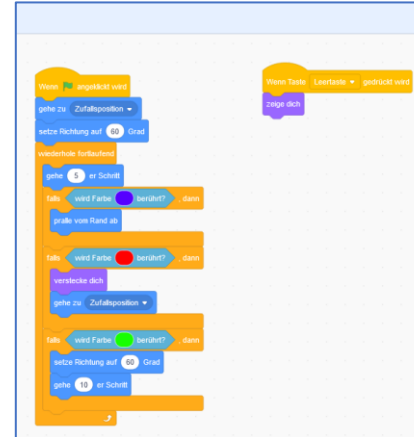 Wenn angeklickt wird
gehe zu Zufallsposition
setze Richtung auf 60 Grad
wiederhole fortlaufend
gehe 5 er Schritt
falls wird Farbe berührt? , dann
pralle vom Rand ab
falls wird Farbe berührt? , dann
verstecke dich
gehe zu Zufallsposition
falls wird Farbe berührt? , dann
setze Richtung auf 60 Grad
gehe 10 er Schritt
Wenn Taste Leertaste gedrückt wird
zeige dich